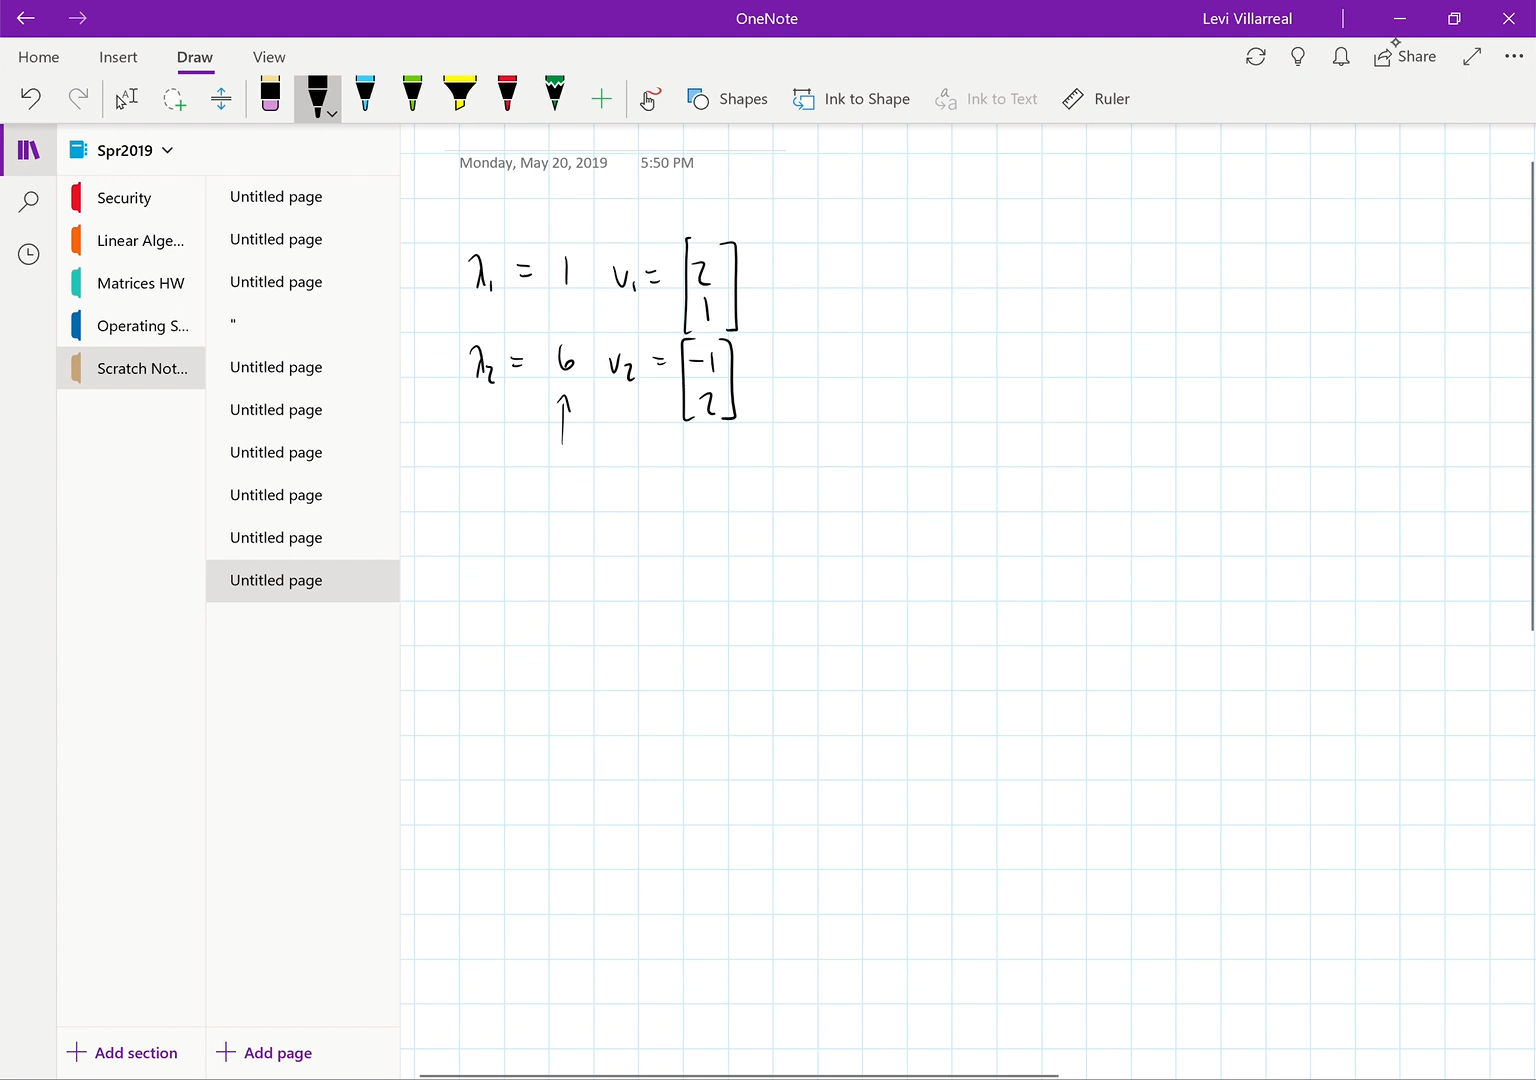 OneNote
Levi Villarreal
Home Insert Draw View
Share
Shapes Ink to Shape Ink to Text Ruler
Spr2019
Security
Linear Alge...
Matrices HW
Operating S...
Scratch Not...
Untitled page
Untitled page
Untitled page
"
Untitled page
Untitled page
Untitled page
Untitled page
Untitled page
Untitled page
Add section
Add page
Monday, May 20, 2019 5:50 PM
λ₁ = 1 v₁ = [2
1]
λ₂ = 6 v₂ = [-1
2]
↑